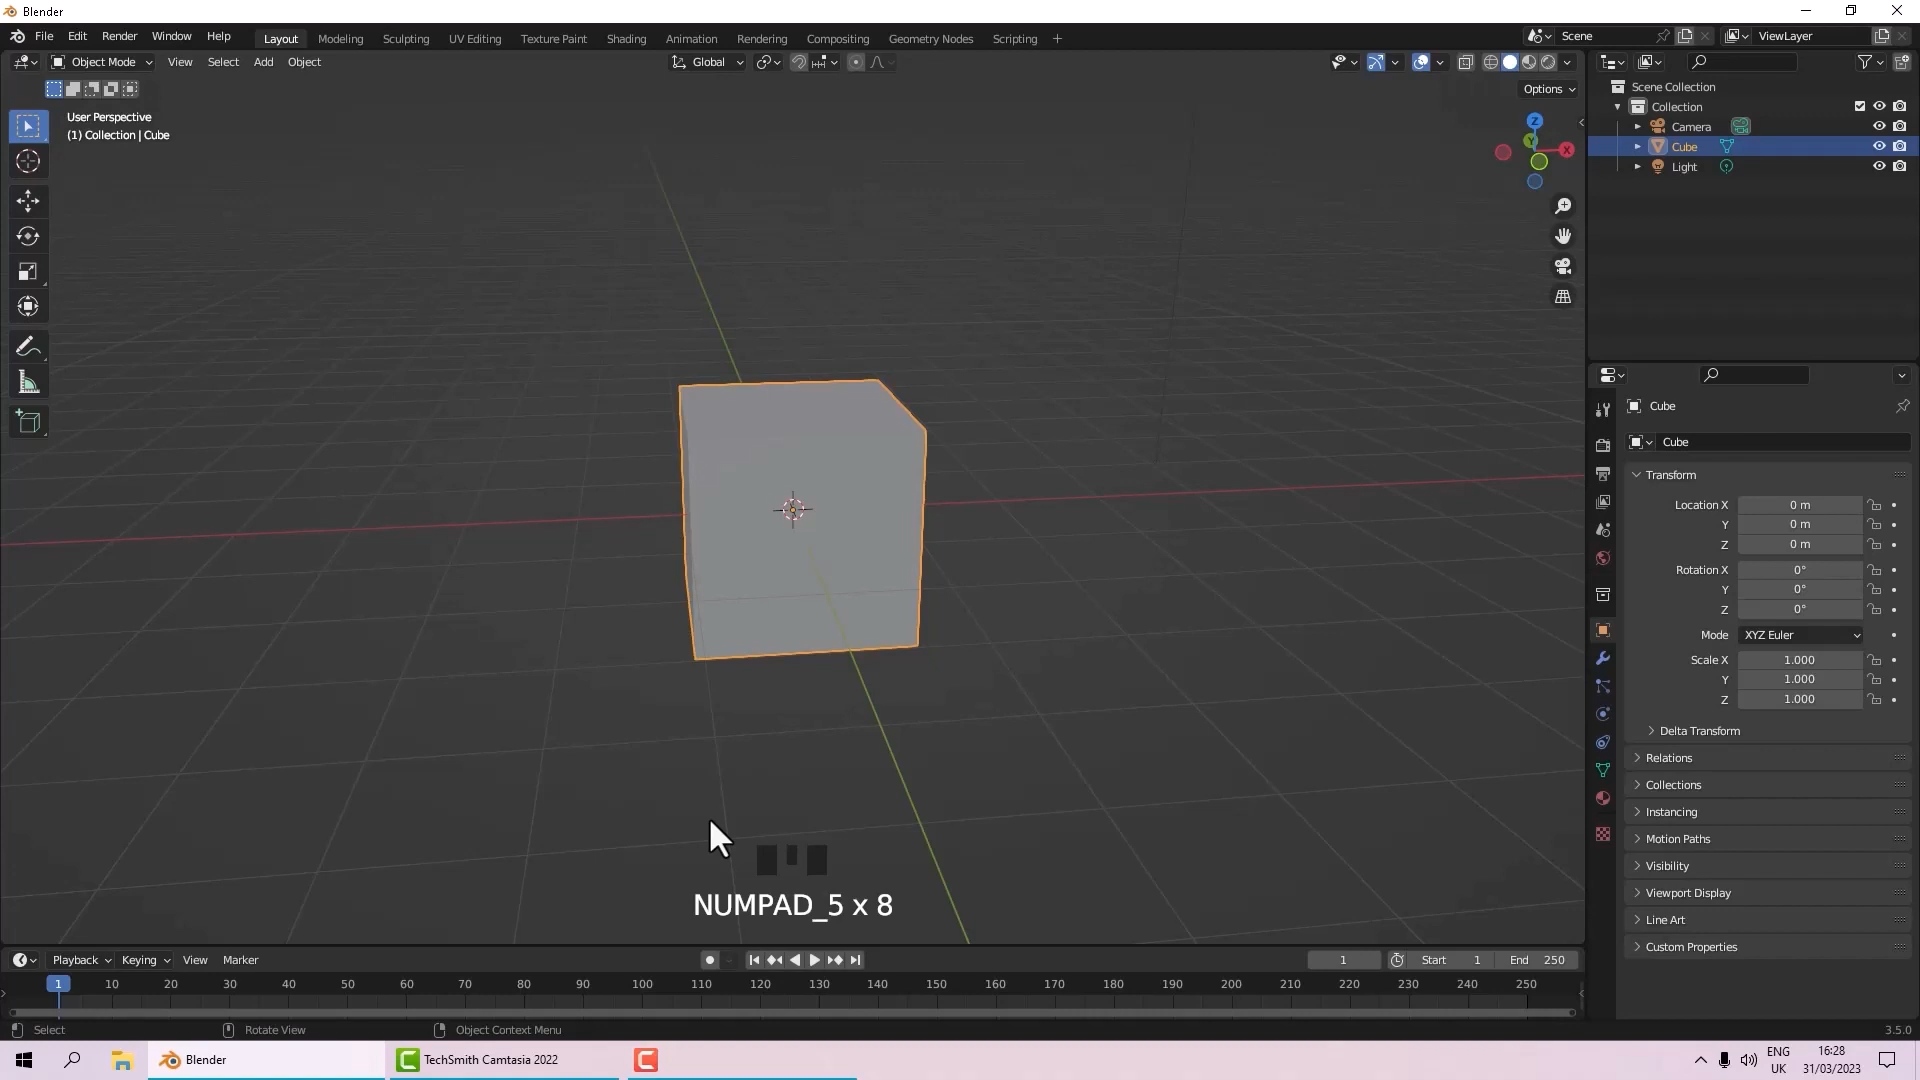 Blender
File Edit Render Window Help Layout Modeling Sculpting UV Editing Texture Paint Shading Animation Rendering Compositing Geometry Nodes Scripting + Scene ViewLayer
Object Mode View Select Add Object Global
Options
User Perspective
(1) Collection | Cube
Z
Y
X
Scene Collection
Collection
Camera
Cube
Light
Cube
Cube
Transform
Location X 0 m
Y 0 m
Z 0 m
Rotation X 0°
Y 0°
Z 0°
Mode XYZ Euler
Scale X 1.000
Y 1.000
Z 1.000
Delta Transform
Relations
Collections
Instancing
Motion Paths
Visibility
Viewport Display
Line Art
Custom Properties
NUMPAD_5 x 8
Playback Keying View Marker 1 Start 1 End 250
1 10 20 30 40 50 60 70 80 90 100 110 120 130 140 150 160 170 180 190 200 210 220 230 240 250
Select Rotate View Object Context Menu 3.5.0
Blender TechSmith Camtasia 2022
ENG 16:28
UK 31/03/2023